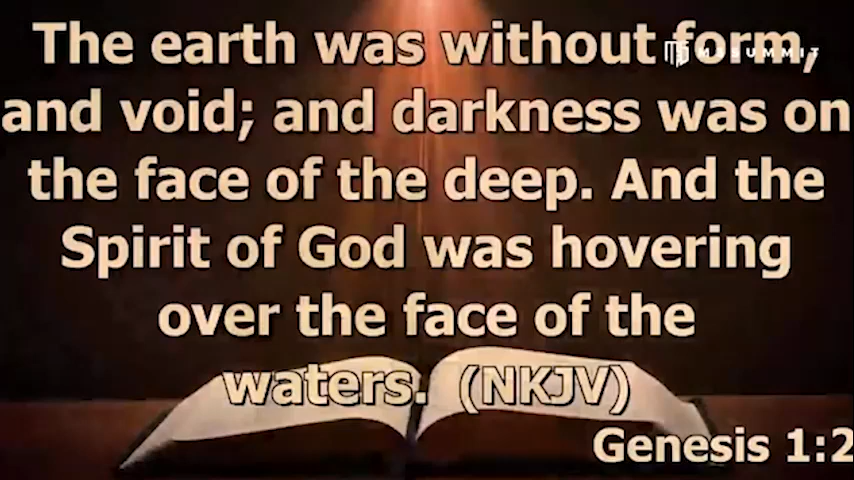 The earth was without form,
and void; and darkness was on
the face of the deep. And the
Spirit of God was hovering
over the face of the
waters. (NKJV)
Genesis 1:2